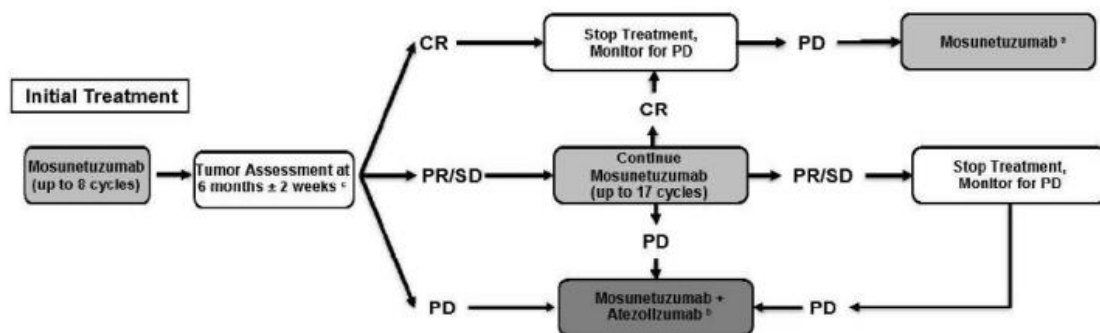 CR
Stop Treatment,
Monitor for PD
PD
Mosunetuzumab a
Initial Treatment
CR
Mosunetuzumab
(up to 8 cycles)
Tumor Assessment at
6 months ± 2 weeks c
PR/SD
Continue
Mosunetuzumab
(up to 17 cycles)
PR/SD
Stop Treatment,
Monitor for PD
PD
PD
Mosunetuzumab +
Atezolizumab b
PD